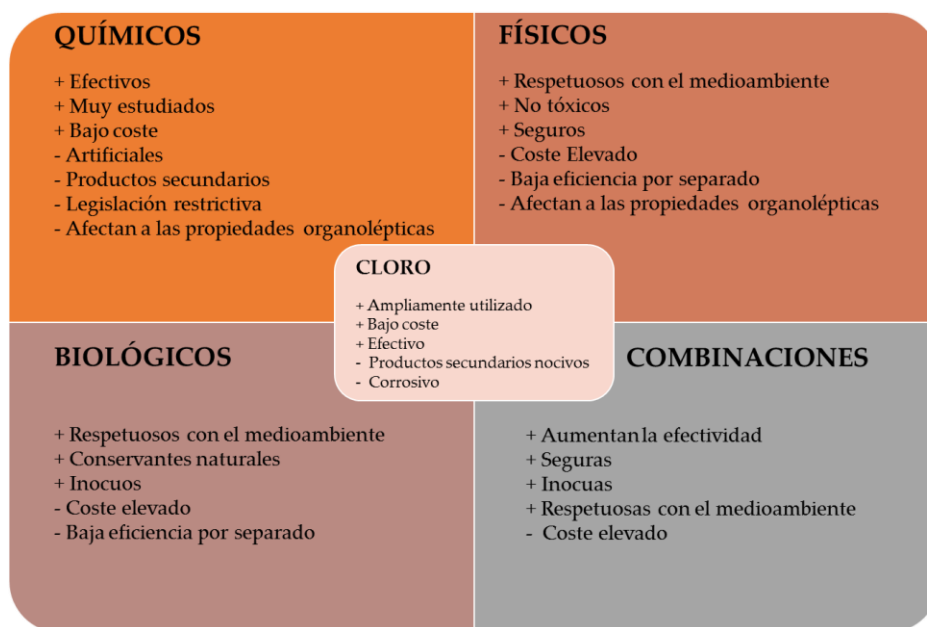 QUÍMICOS
+ Efectivos
+ Muy estudiados
+ Bajo coste
- Artificiales
- Productos secundarios
- Legislación restrictiva
- Afectan a las propiedades organolépticas
FÍSICOS
+ Respetuosos con el medioambiente
+ No tóxicos
+ Seguros
- Coste Elevado
- Baja eficiencia por separado
- Afectan a las propiedades organolépticas
CLORO
+ Ampliamente utilizado
+ Bajo coste
+ Efectivo
- Productos secundarios nocivos
- Corrosivo
BIOLÓGICOS
+ Respetuosos con el medioambiente
+ Conservantes naturales
+ Inocuos
- Coste elevado
- Baja eficiencia por separado
COMBINACIONES
+ Aumentan la efectividad
+ Seguras
+ Inocuas
+ Respetuosas con el medioambiente
- Coste elevado